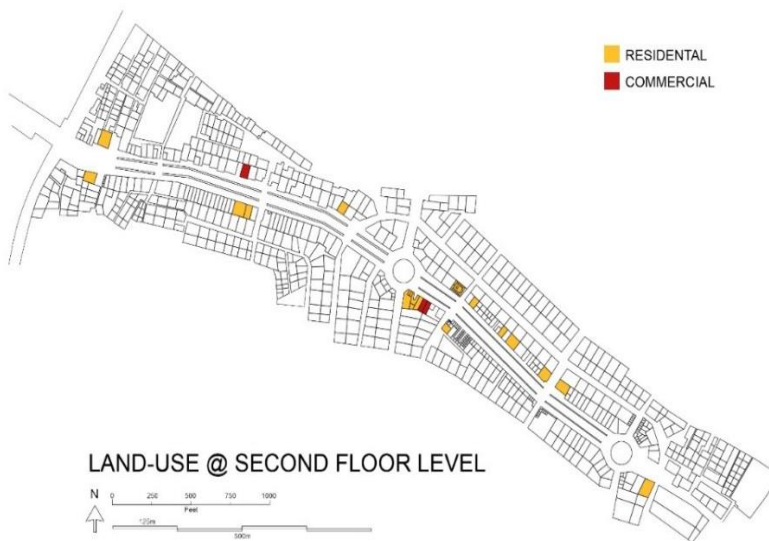 RESIDENTAL
COMMERCIAL
LAND-USE @ SECOND FLOOR LEVEL
N
0 250 500 750 1000
Feet
125m
500m